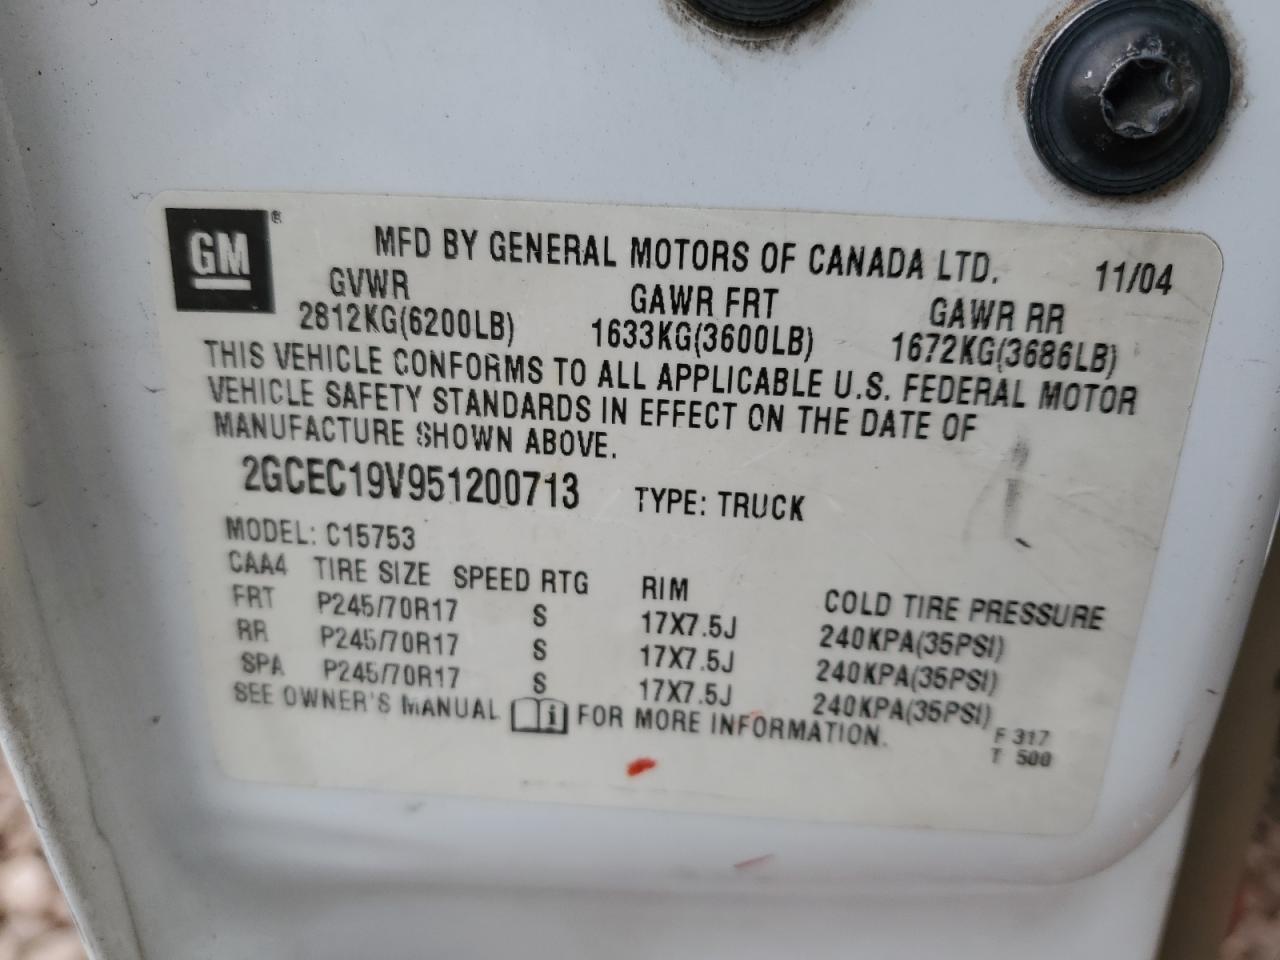 GM ®
MFD BY GENERAL MOTORS OF CANADA LTD. 11/04
GVWR GAWR FRT GAWR RR
2812KG(6200LB) 1633KG(3600LB) 1672KG(3686LB)
THIS VEHICLE CONFORMS TO ALL APPLICABLE U.S. FEDERAL MOTOR
VEHICLE SAFETY STANDARDS IN EFFECT ON THE DATE OF
MANUFACTURE SHOWN ABOVE.
2GCEC19V951200713 TYPE: TRUCK
MODEL: C15753
CAA4 TIRE SIZE SPEED RTG RIM COLD TIRE PRESSURE
FRT P245/70R17 S 17X7.5J 240KPA(35PSI)
RR P245/70R17 S 17X7.5J 240KPA(35PSI)
SPA P245/70R17 S 17X7.5J 240KPA(35PSI)
SEE OWNER'S MANUAL i FOR MORE INFORMATION.
F 317
T 500